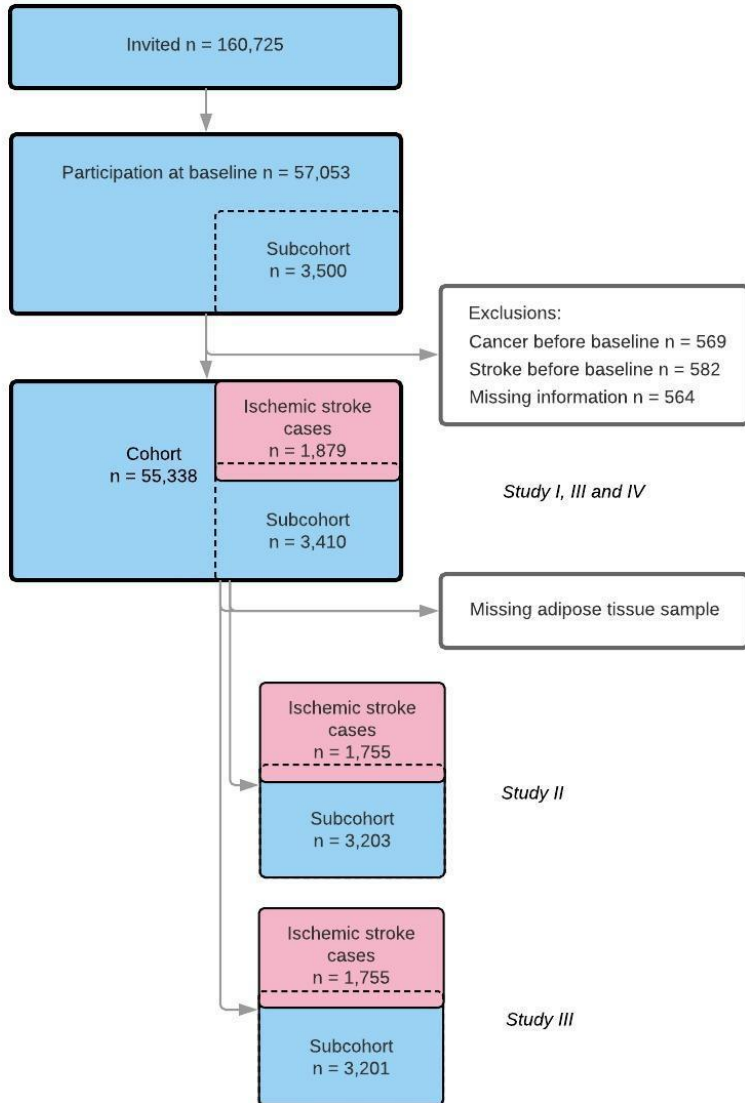 Invited n = 160,725
Participation at baseline n = 57,053
Subcohort
n = 3,500
Exclusions:
Cancer before baseline n = 569
Stroke before baseline n = 582
Missing information n = 564
Ischemic stroke
cases
n = 1,879
Cohort
n = 55,338
Subcohort
n = 3,410
Study I, III and IV
Missing adipose tissue sample
Ischemic stroke
cases
n = 1,755
Subcohort
n = 3,203
Study II
Ischemic stroke
cases
n = 1,755
Subcohort
n = 3,201
Study III